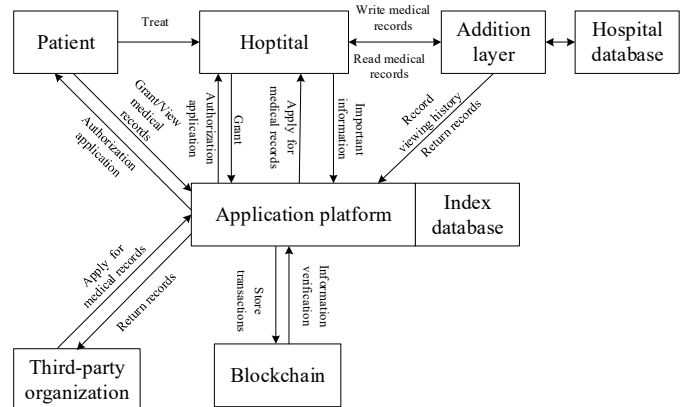 Patient
Treat
Hoptital
Write medical
records
Read medical
records
Addition
layer
Hospital
database
Grant/View
medical
records
Authorization
application
Authorization
application
Grant
Apply for
medical records
Important
information
Record
viewing history
Return records
Application platform
Index
database
Apply for
medical records
Return records
Store
transactions
Information
verification
Third-party
organization
Blockchain